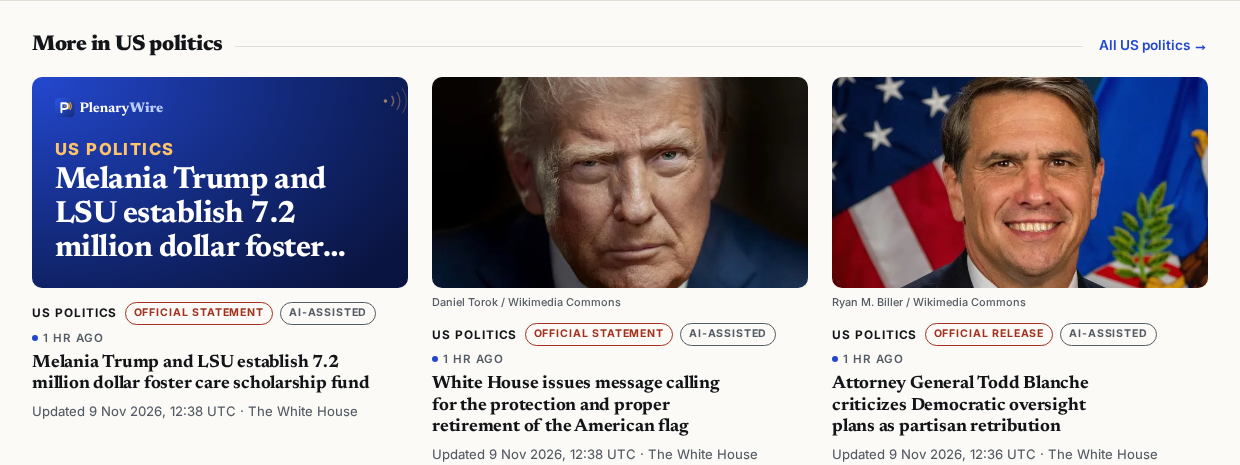 More in US politics
All US politics →
PlenaryWire
US POLITICS
Melania Trump and
LSU establish 7.2
million dollar foster...
US POLITICS OFFICIAL STATEMENT AI-ASSISTED
1 HR AGO
Melania Trump and LSU establish 7.2
million dollar foster care scholarship fund
Updated 9 Nov 2026, 12:38 UTC · The White House
Daniel Torok / Wikimedia Commons
US POLITICS OFFICIAL STATEMENT AI-ASSISTED
1 HR AGO
White House issues message calling
for the protection and proper
retirement of the American flag
Updated 9 Nov 2026, 12:38 UTC · The White House
Ryan M. Biller / Wikimedia Commons
US POLITICS OFFICIAL RELEASE AI-ASSISTED
1 HR AGO
Attorney General Todd Blanche
criticizes Democratic oversight
plans as partisan retribution
Updated 9 Nov 2026, 12:36 UTC · The White House